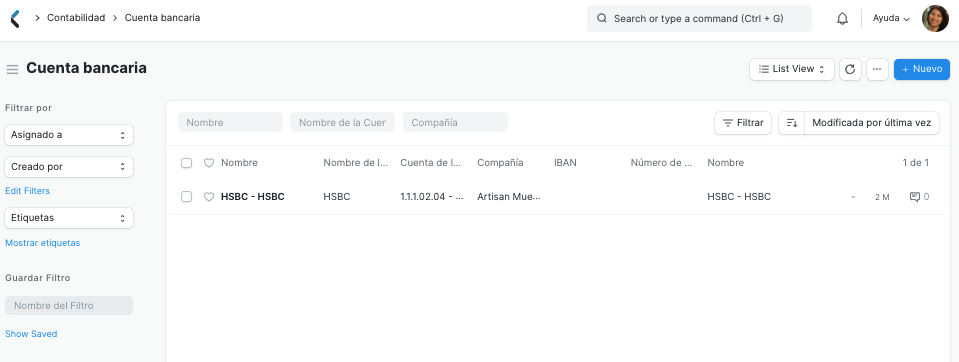 Contabilidad
Cuenta bancaria
Search or type a command (Ctrl + G)
Ayuda
Cuenta bancaria
List View
+ Nuevo
Filtrar por
Asignado a
Creado por
Edit Filters
Etiquetas
Mostrar etiquetas
Guardar Filtro
Nombre del Filtro
Show Saved
Nombre
Nombre de la Cuer
Compañía
Filtrar
Modificada por última vez
Nombre Nombre de l... Cuenta de l... Compañía IBAN Número de ... Nombre 1 de 1
HSBC - HSBC HSBC 1.1.1.02.04 - ... Artisan Mue... HSBC - HSBC - 2 M 0